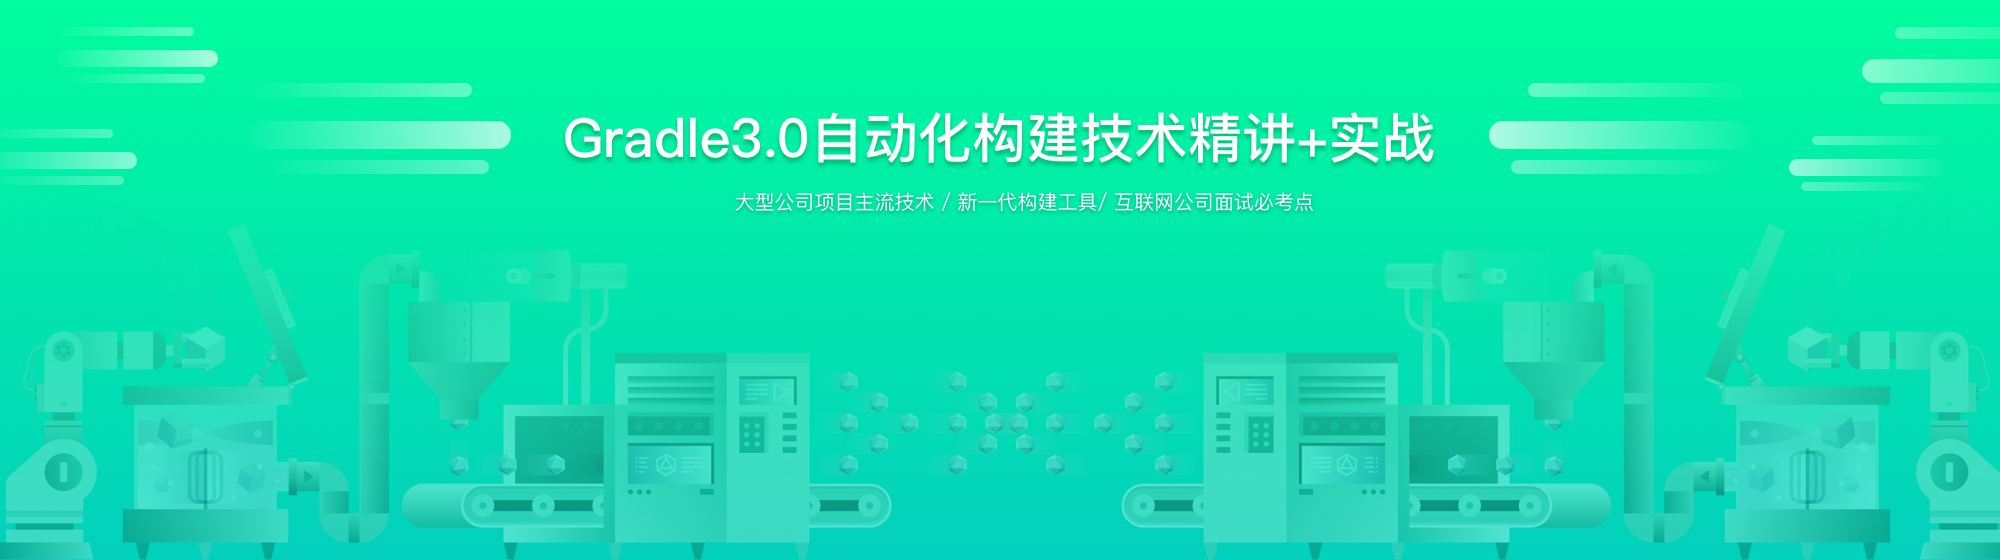 Gradle3.0自动化构建技术精讲+实战
大型公司项目主流技术 / 新一代构建工具/ 互联网公司面试必考点